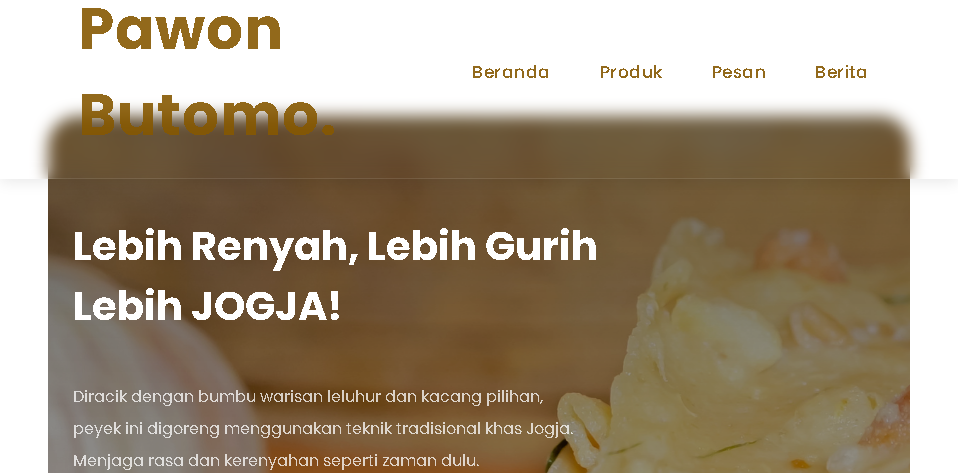 Pawon
Butomo.
Beranda Produk Pesan Berita
Lebih Renyah, Lebih Gurih
Lebih JOGJA!
Diracik dengan bumbu warisan leluhur dan kacang pilihan,
peyek ini digoreng menggunakan teknik tradisional khas Jogja.
Menjaga rasa dan kerenyahan seperti zaman dulu.